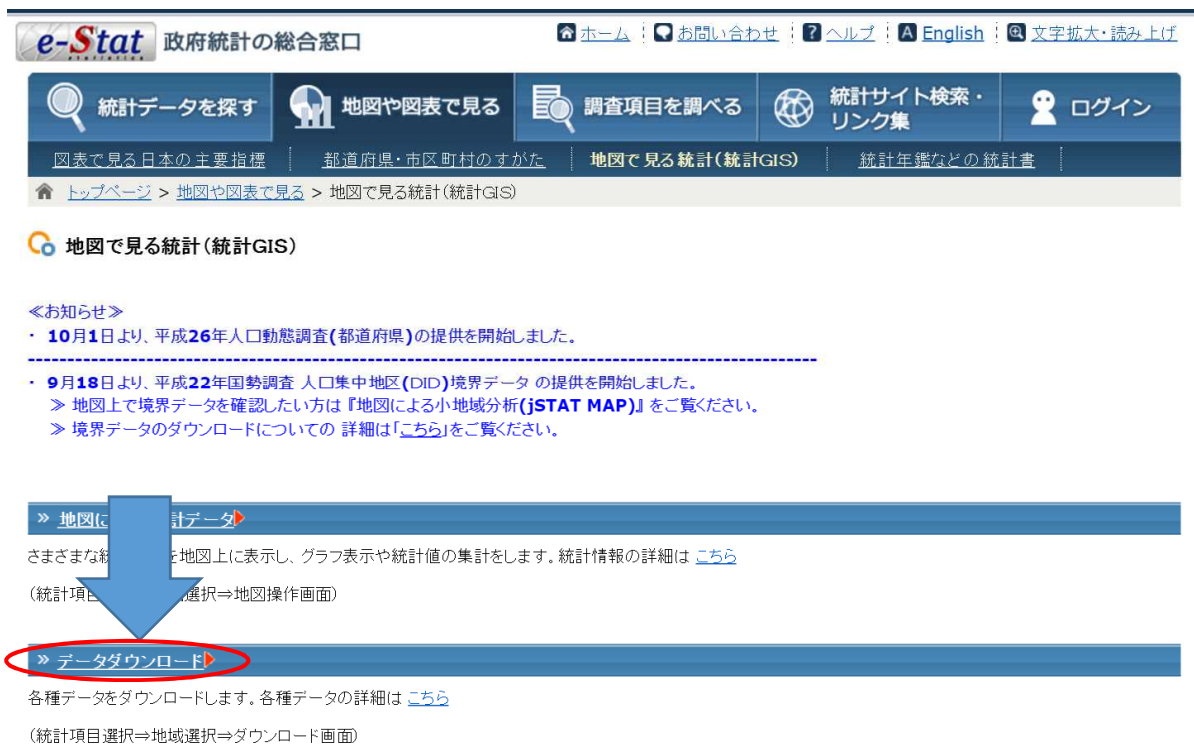 e-Stat 政府統計の総合窓口
ホーム お問い合わせ ヘルプ English 文字拡大・読み上げ
統計データを探す 地図や図表で見る 調査項目を調べる 統計サイト検索・リンク集 ログイン
図表で見る日本の主要指標 都道府県・市区町村のすがた 地図で見る統計(統計GIS) 統計年鑑などの統計書
トップページ > 地図や図表で見る > 地図で見る統計(統計GIS)
地図で見る統計(統計GIS)
≪お知らせ≫
・ 10月1日より、平成26年人口動態調査(都道府県)の提供を開始しました。
・ 9月18日より、平成22年国勢調査 人口集中地区(DID)境界データ の提供を開始しました。
≫ 地図上で境界データを確認したい方は『地図による小地域分析(jSTAT MAP)』をご覧ください。
≫ 境界データのダウンロードについての 詳細は「こちら」をご覧ください。
» 地図に 計データ
さまざまな統 を地図上に表示し、グラフ表示や統計値の集計をします。統計情報の詳細は こちら
(統計項目 選択⇒地図操作画面)
» データダウンロード
各種データをダウンロードします。各種データの詳細は こちら
(統計項目選択⇒地域選択⇒ダウンロード画面)